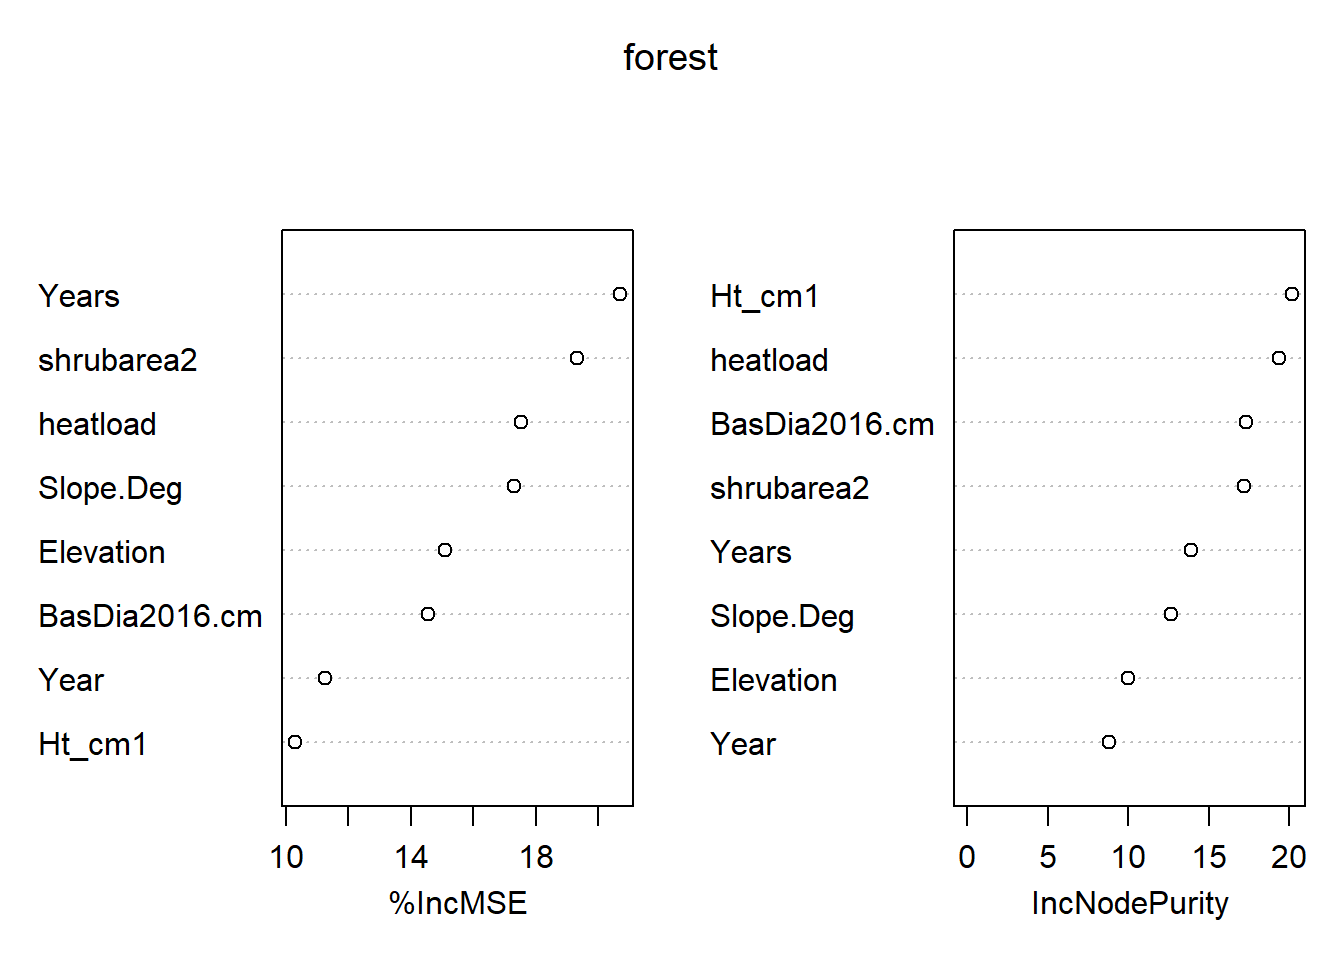 forest
Years
shrubarea2
heatload
Slope.Deg
Elevation
BasDia2016.cm
Year
Ht_cm1
10 14 18
%IncMSE
Ht_cm1
heatload
BasDia2016.cm
shrubarea2
Years
Slope.Deg
Elevation
Year
0 5 10 15 20
IncNodePurity